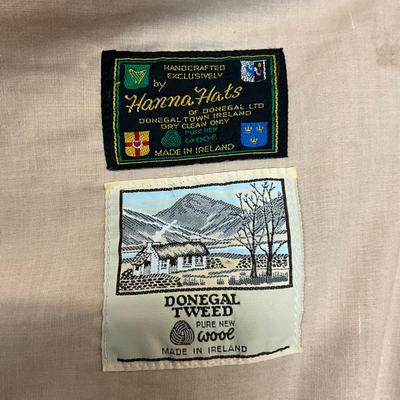 HANDCRAFTED
EXCLUSIVELY
by
Hanna Hats
OF DONEGAL LTD
DONEGAL TOWN IRELAND
DRY CLEAN ONLY
PURE NEW
wool
MADE IN IRELAND
DONEGAL
TWEED
PURE NEW
wool
MADE IN IRELAND